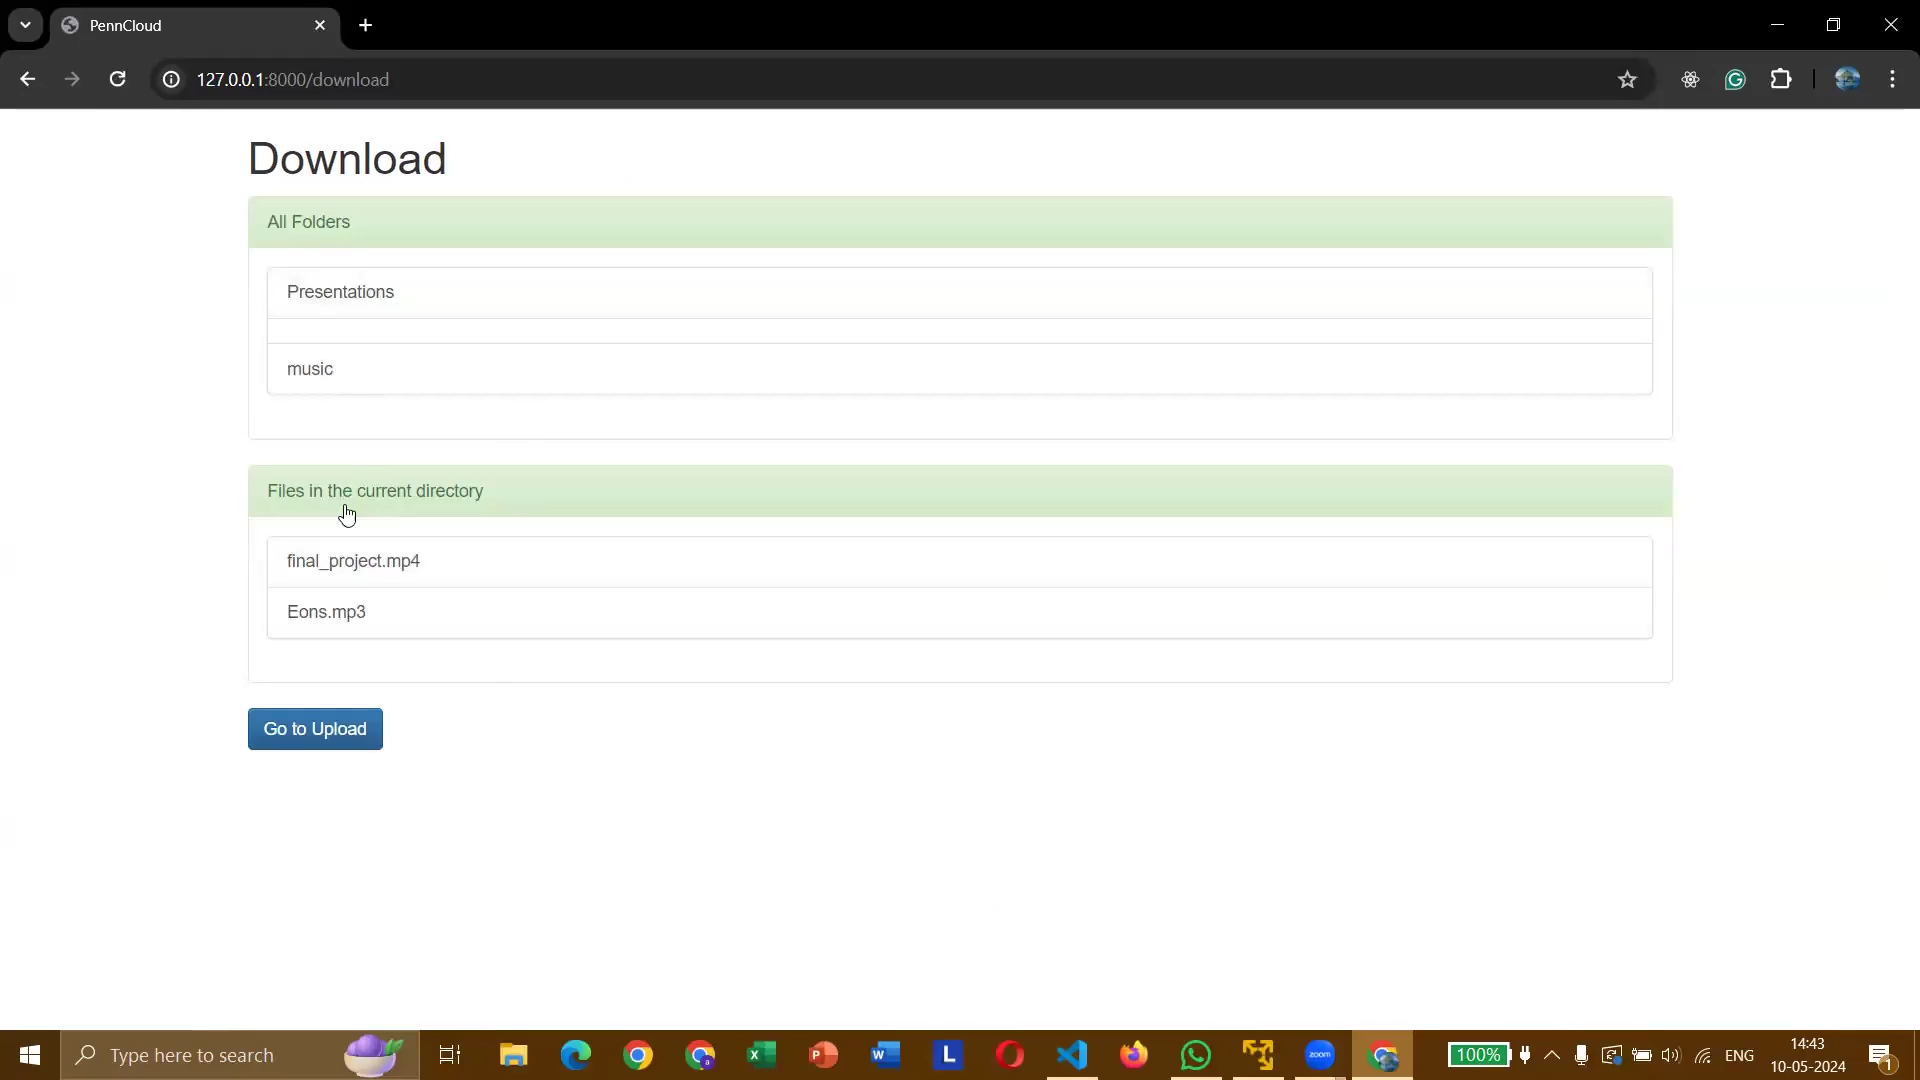 PennCloud
127.0.0.1:8000/download
Download
All Folders
Presentations
music
Files in the current directory
final_project.mp4
Eons.mp3
Go to Upload
Type here to search
100%
ENG
14:43
10-05-2024
1